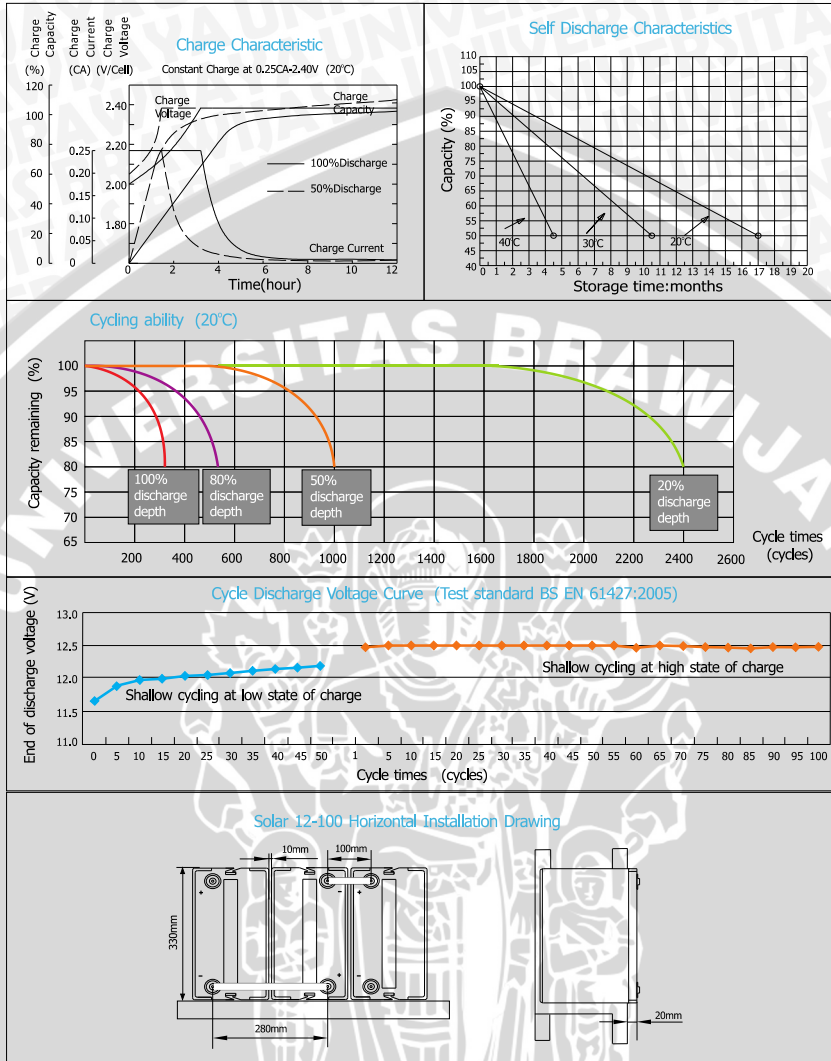 Charge Capacity
Charge Current
Charge Voltage
(%) (CA) (V/Cell)
Charge Characteristic
Constant Charge at 0.25CA-2.40V (20°C)
120
100
80
60
40
20
0
0.25
0.20
0.15
0.10
0.05
0
2.40
2.20
2.00
1.80
Charge Voltage
Charge Capacity
100%Discharge
50%Discharge
Charge Current
0 2 4 6 8 10 12
Time(hour)
Self Discharge Characteristics
Capacity (%)
110
105
100
95
90
85
80
75
70
65
60
55
50
45
40
40°C
30°C
20°C
0 1 2 3 4 5 6 7 8 9 10 11 12 13 14 15 16 17 18 19 20
Storage time:months
Cycling ability (20°C)
Capacity remaining (%)
100
95
90
85
80
75
70
65
100% discharge depth
80% discharge depth
50% discharge depth
20% discharge depth
200 400 600 800 1000 1200 1400 1600 1800 2000 2200 2400 2600
Cycle times (cycles)
Cycle Discharge Voltage Curve (Test standard BS EN 61427:2005)
End of discharge voltage (V)
13.0
12.5
12.0
11.5
11.0
Shallow cycling at low state of charge
Shallow cycling at high state of charge
0 5 10 15 20 25 30 35 40 45 50 1 5 10 15 20 25 30 35 40 45 50 55 60 65 70 75 80 85 90 95 100
Cycle times (cycles)
Solar 12-100 Horizontal Installation Drawing
10mm
100mm
330mm
280mm
20mm
+
-
-
+
-
+
UNIVERSITAS BRAWIJA